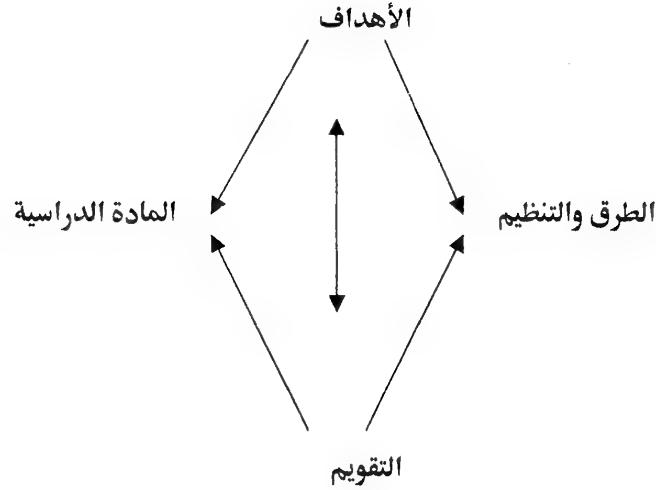 الأهداف
الطرق والتنظيم
المادة الدراسية
التقويم